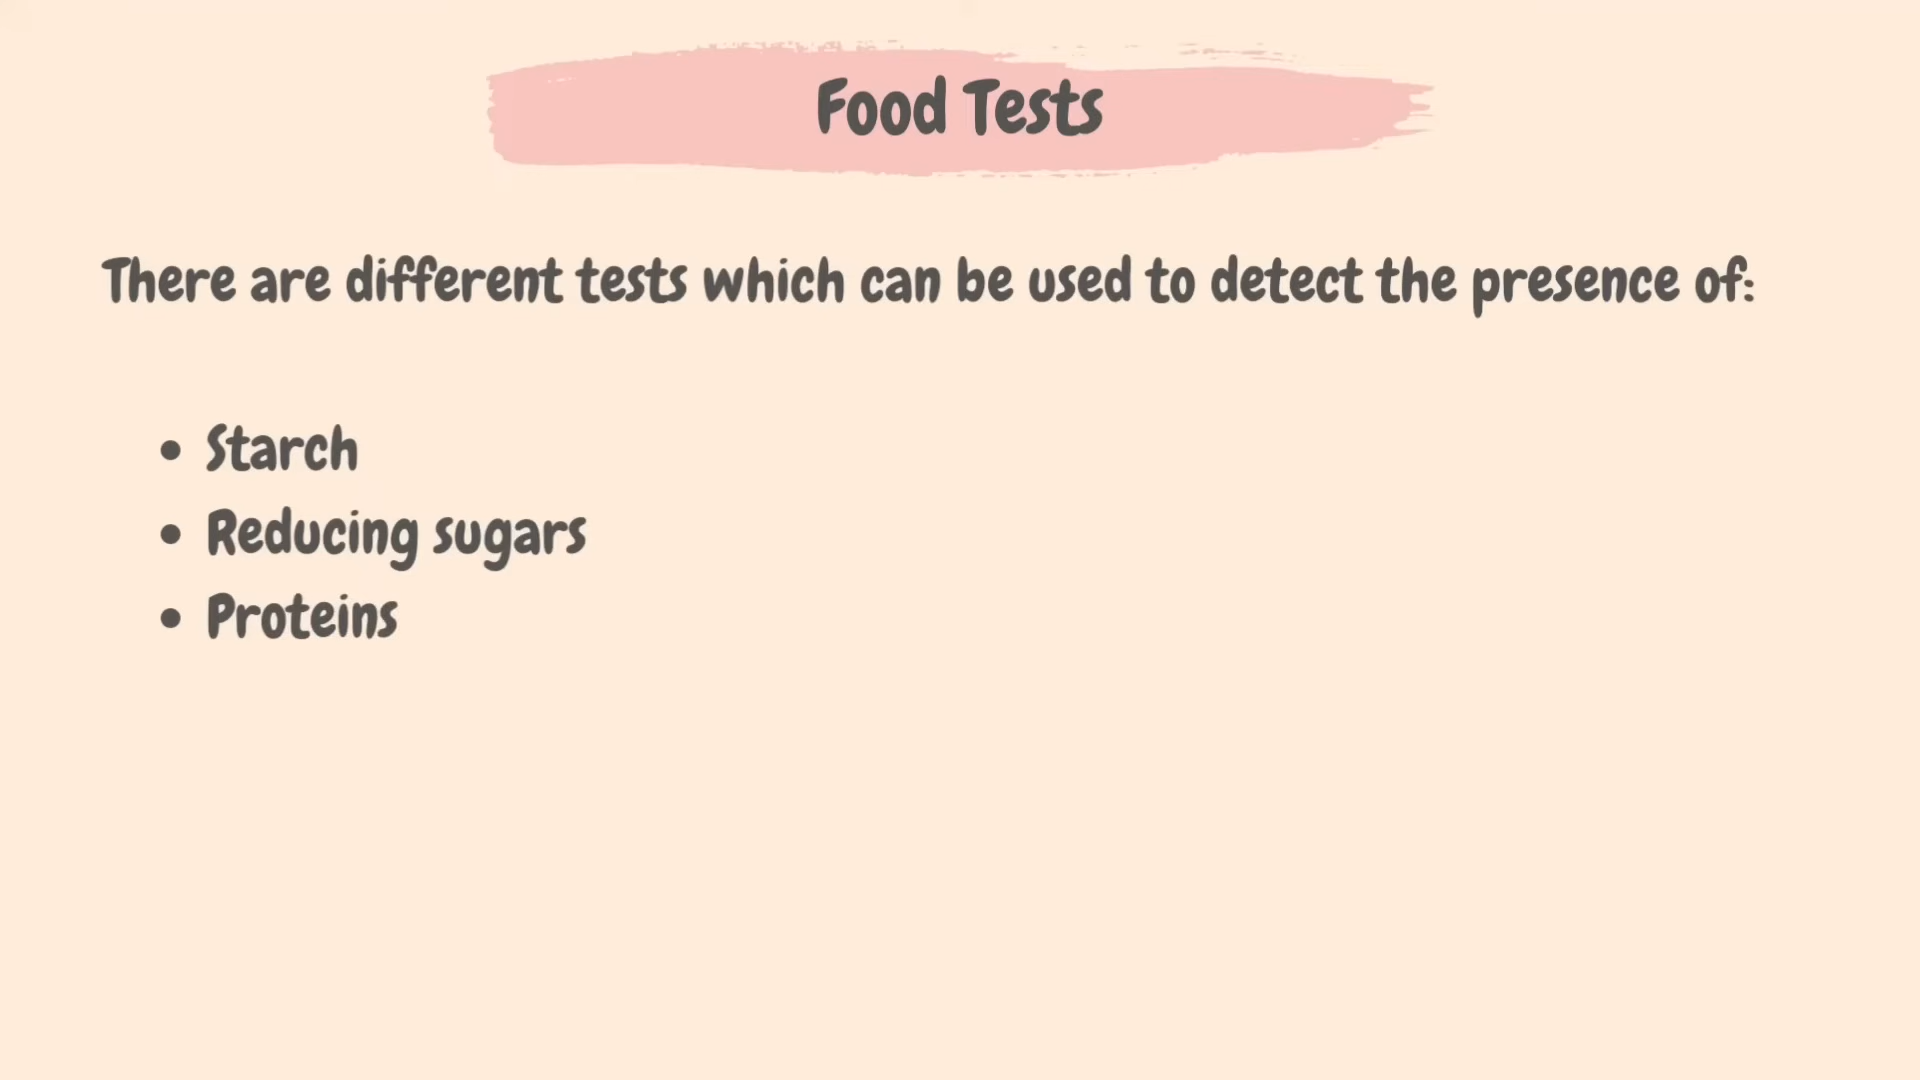 Food Tests
There are different tests which can be used to detect the presence of:
• Starch
• Reducing sugars
• Proteins